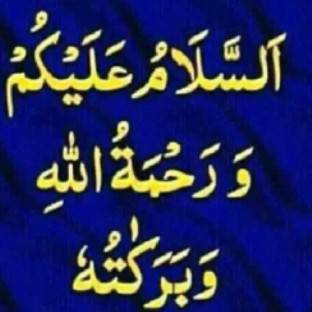 اَلسَّلَامُ عَلَيْكُمْ
وَرَحْمَةُ اللهِ
وَبَرَكَاتُهٗ